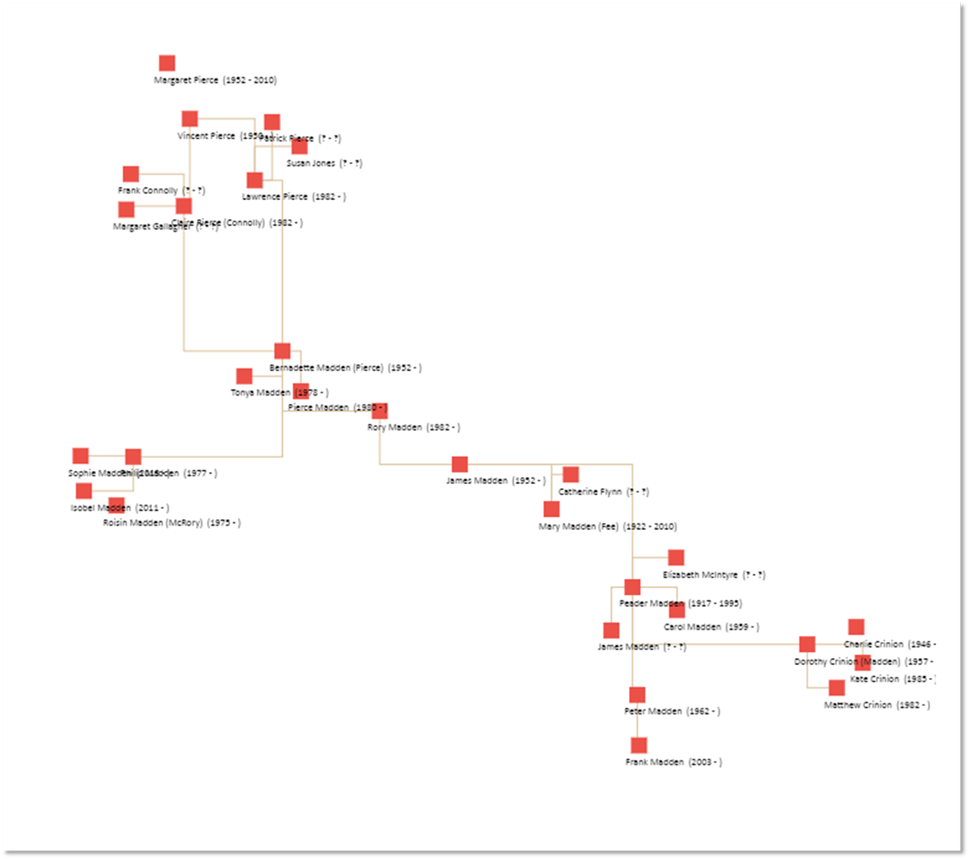 Margaret Pierce (1952 - 2010)
Vincent Pierce (1950
Patrick Pierce (? - ?)
Susan Jones (? - ?)
Frank Connolly (? - ?)
Lawrence Pierce (1982 - )
Margaret Gallagher (? - ?)
Claire Pierce (Connolly) (1982 - )
Bernadette Madden (Pierce) (1952 - )
Tonya Madden (1978 - )
Pierce Madden (1980 - )
Rory Madden (1982 - )
Sophie Madden
Madden (1977 - )
James Madden (1952 - )
Catherine Flynn (? - ?)
Isobel Madden (2011 - )
Roisin Madden (McRory) (1975 - )
Mary Madden (Fee) (1922 - 2010)
Elizabeth McIntyre (? - ?)
Peader Madden (1917 - 1995)
Carol Madden (1959 - )
James Madden (? - ?)
Charlie Crinion (1946 -
Dorothy Crinion (Madden) (1957 -
Kate Crinion (1985 -
Matthew Crinion (1982 - )
Peter Madden (1962 - )
Frank Madden (2003 - )